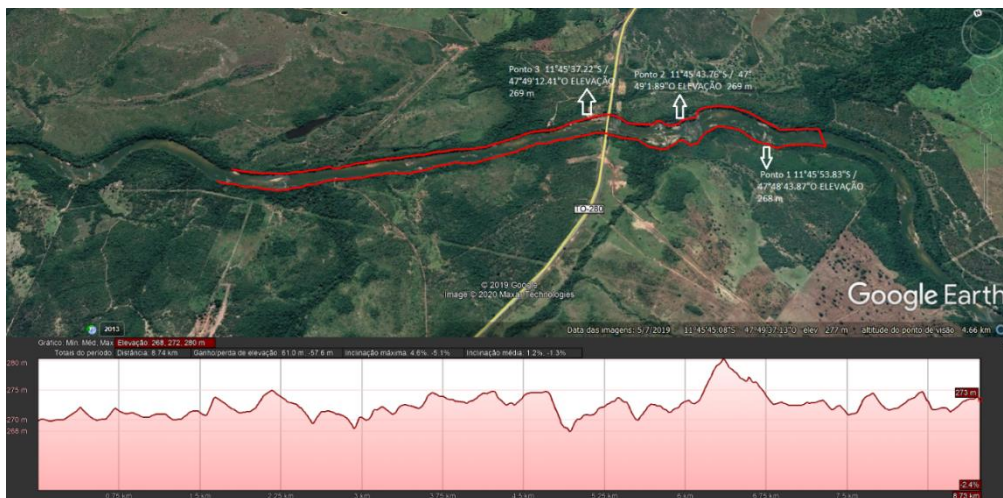 Ponto 3 11°45'37.22"S /
47°49'12.41"O ELEVAÇÃO
269 m
Ponto 2 11°45'43.76"S / 47°
49'1.89"O ELEVAÇÃO 269 m
Ponto 1 11°45'53.83"S /
47°48'43.87"O ELEVAÇÃO
268 m
TO-280
© 2019 Google
Image © 2020 Maxar Technologies
Google Earth
2013
Data das imagens: 5/7/2019 11°45'45.08"S 47°49'37.13"O elev 277 m altitude do ponto de visão 4.66 km
Gráfico: Mín, Méd, Máx Elevação: 268, 272, 280 m
Totais do período: Distância: 8.74 km Ganho/perda de elevação: 61.0 m, -57.6 m Inclinação máxima: 4.6%, -5.1% Inclinação média: 1.2%, -1.3%
280 m
275 m
270 m
268 m
273 m
-2.4%
0.75 km 1.5 km 2.25 km 3 km 3.75 km 4.5 km 5.25 km 6 km 6.75 km 7.5 km 8.73 km